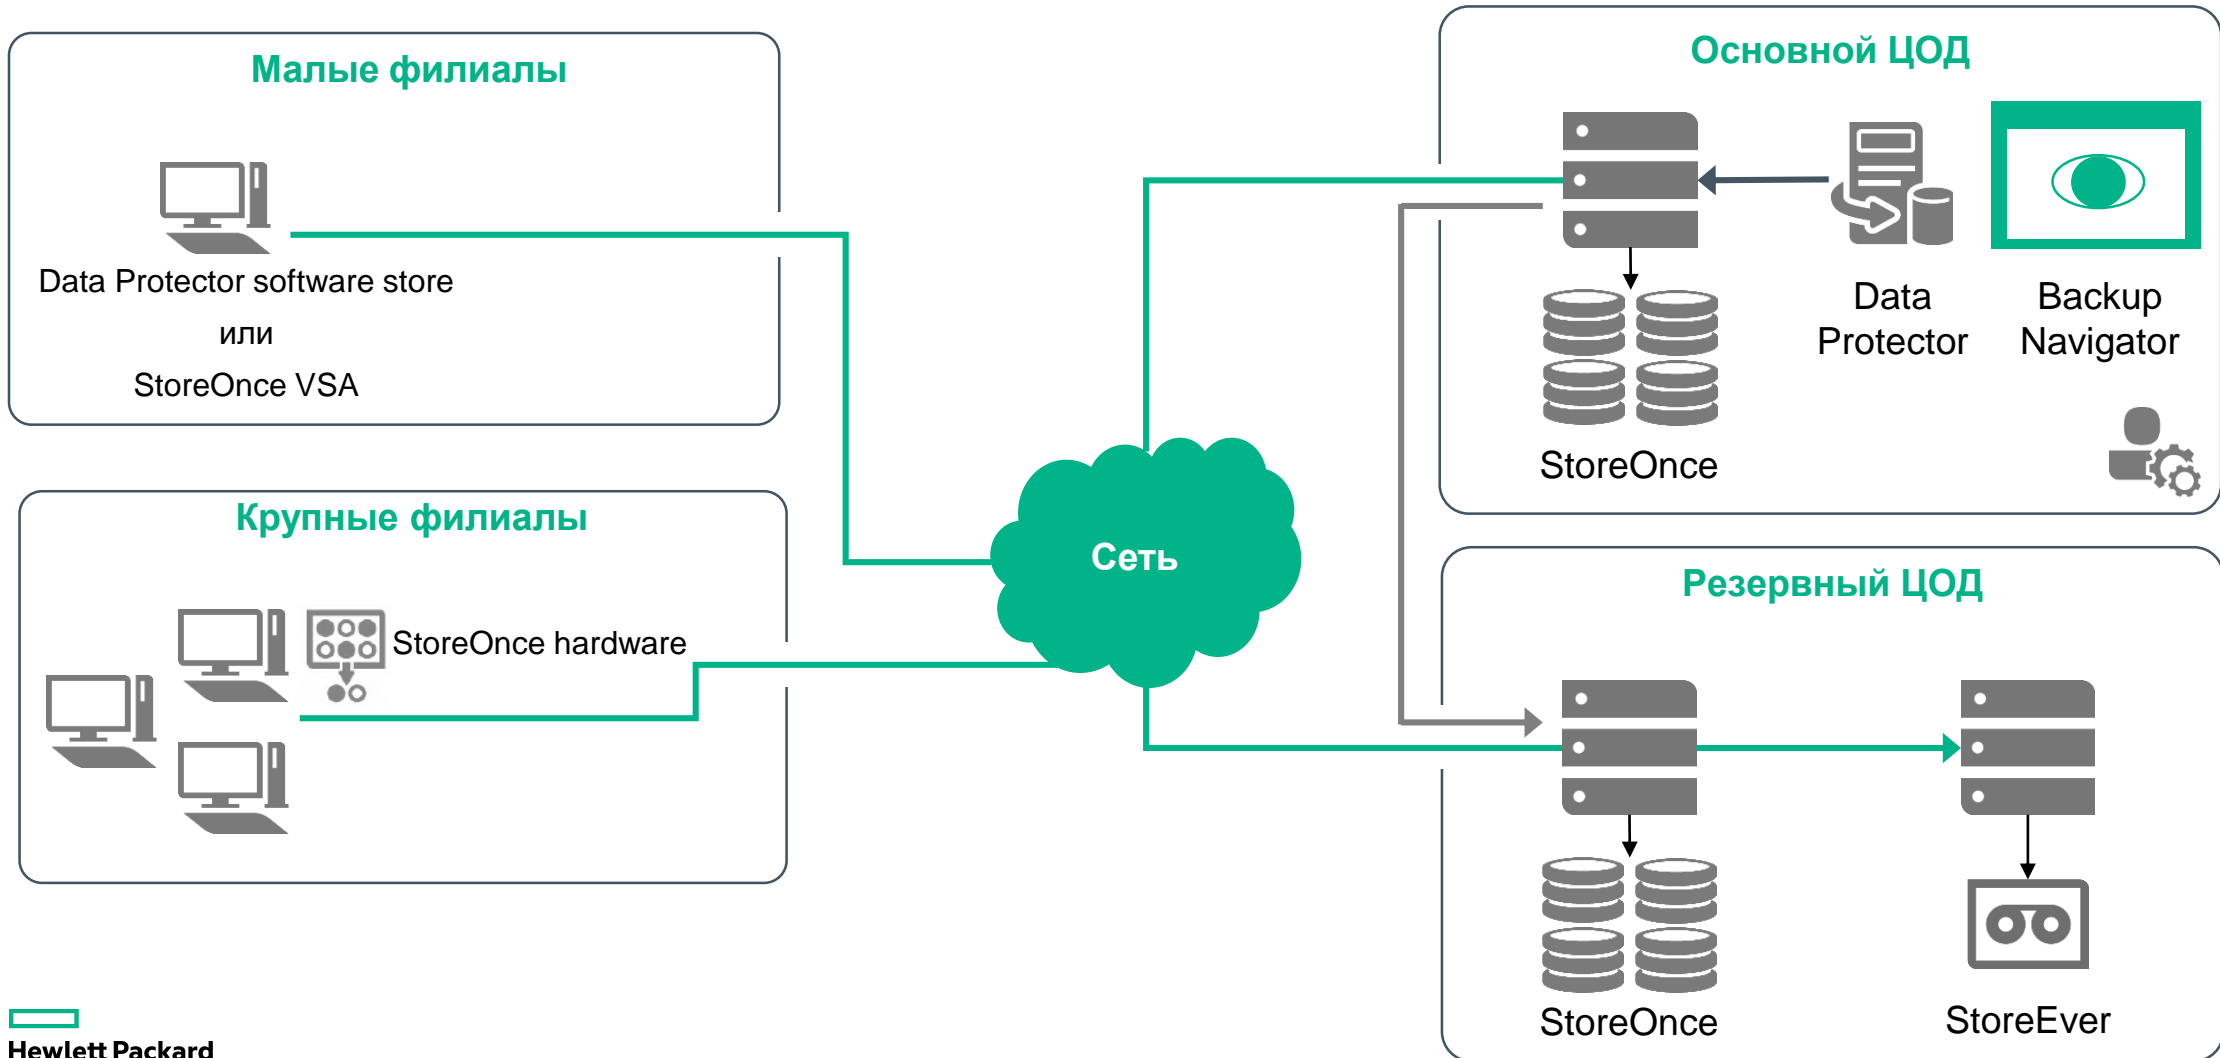 Малые филиалы
Data Protector software store
или
StoreOnce VSA
Крупные филиалы
StoreOnce hardware
Сеть
Основной ЦОД
StoreOnce
Data
Protector
Backup
Navigator
Резервный ЦОД
StoreOnce
StoreEver
Hewlett Packard